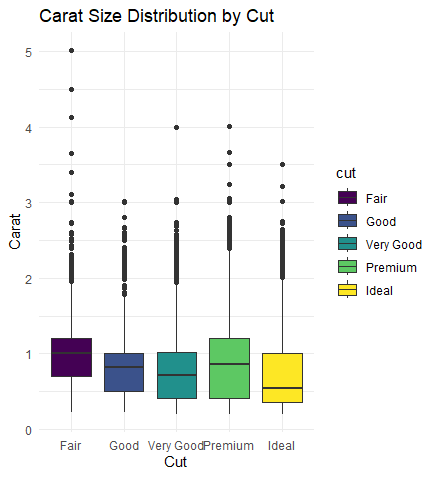 Carat Size Distribution by Cut
Carat
5
4
3
2
1
0
Fair Good Very Good Premium Ideal
Cut
cut
Fair
Good
Very Good
Premium
Ideal